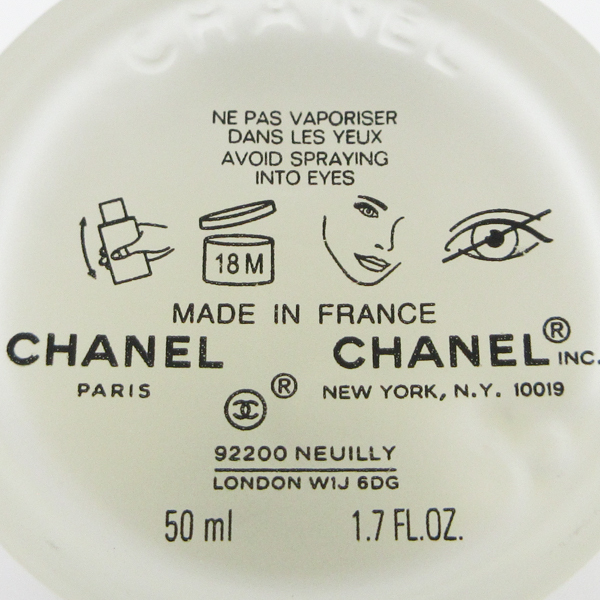 CHANEL
NE PAS VAPORISER
DANS LES YEUX
AVOID SPRAYING
INTO EYES
18 M
MADE IN FRANCE
CHANEL CHANEL® INC.
PARIS ® NEW YORK, N.Y. 10019
92200 NEUILLY
LONDON W1J 6DG
50 ml 1.7 FL.OZ.